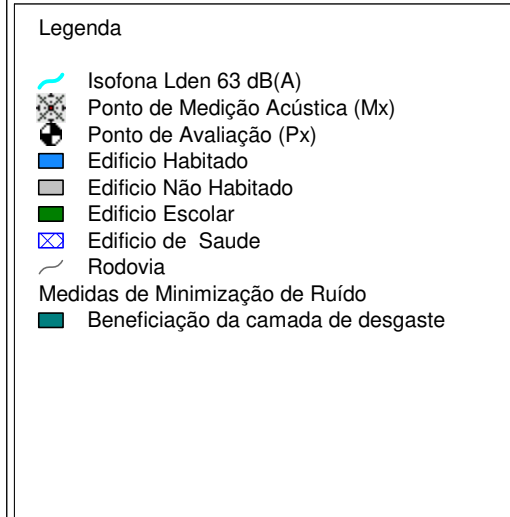 Legenda
Isofona Lden 63 dB(A)
Ponto de Medição Acústica (Mx)
Ponto de Avaliação (Px)
Edificio Habitado
Edificio Não Habitado
Edificio Escolar
Edificio de Saude
Rodovia
Medidas de Minimização de Ruído
Beneficiação da camada de desgaste